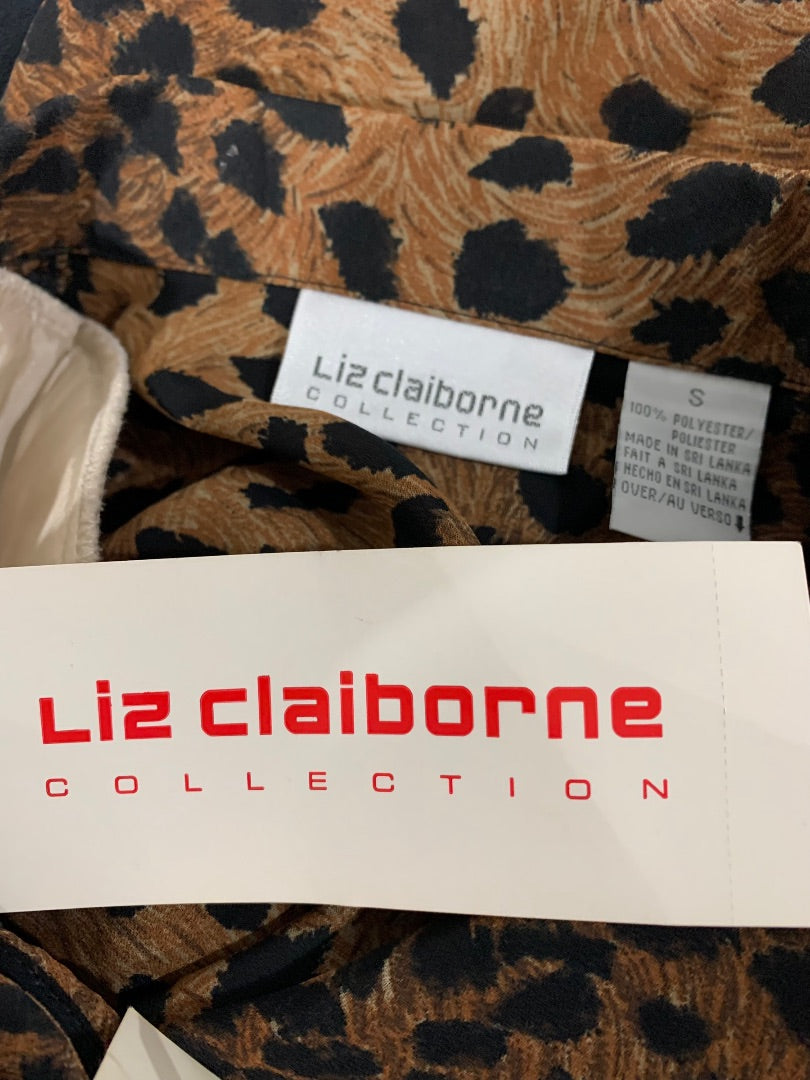 Liz claiborne
COLLECTION
S
100% POLYESTER/
POLIESTER
MADE IN SRI LANKA
FAIT A SRI LANKA
HECHO EN SRI LANKA
OVER/AU VERSO
Liz claiborne
COLLECTION